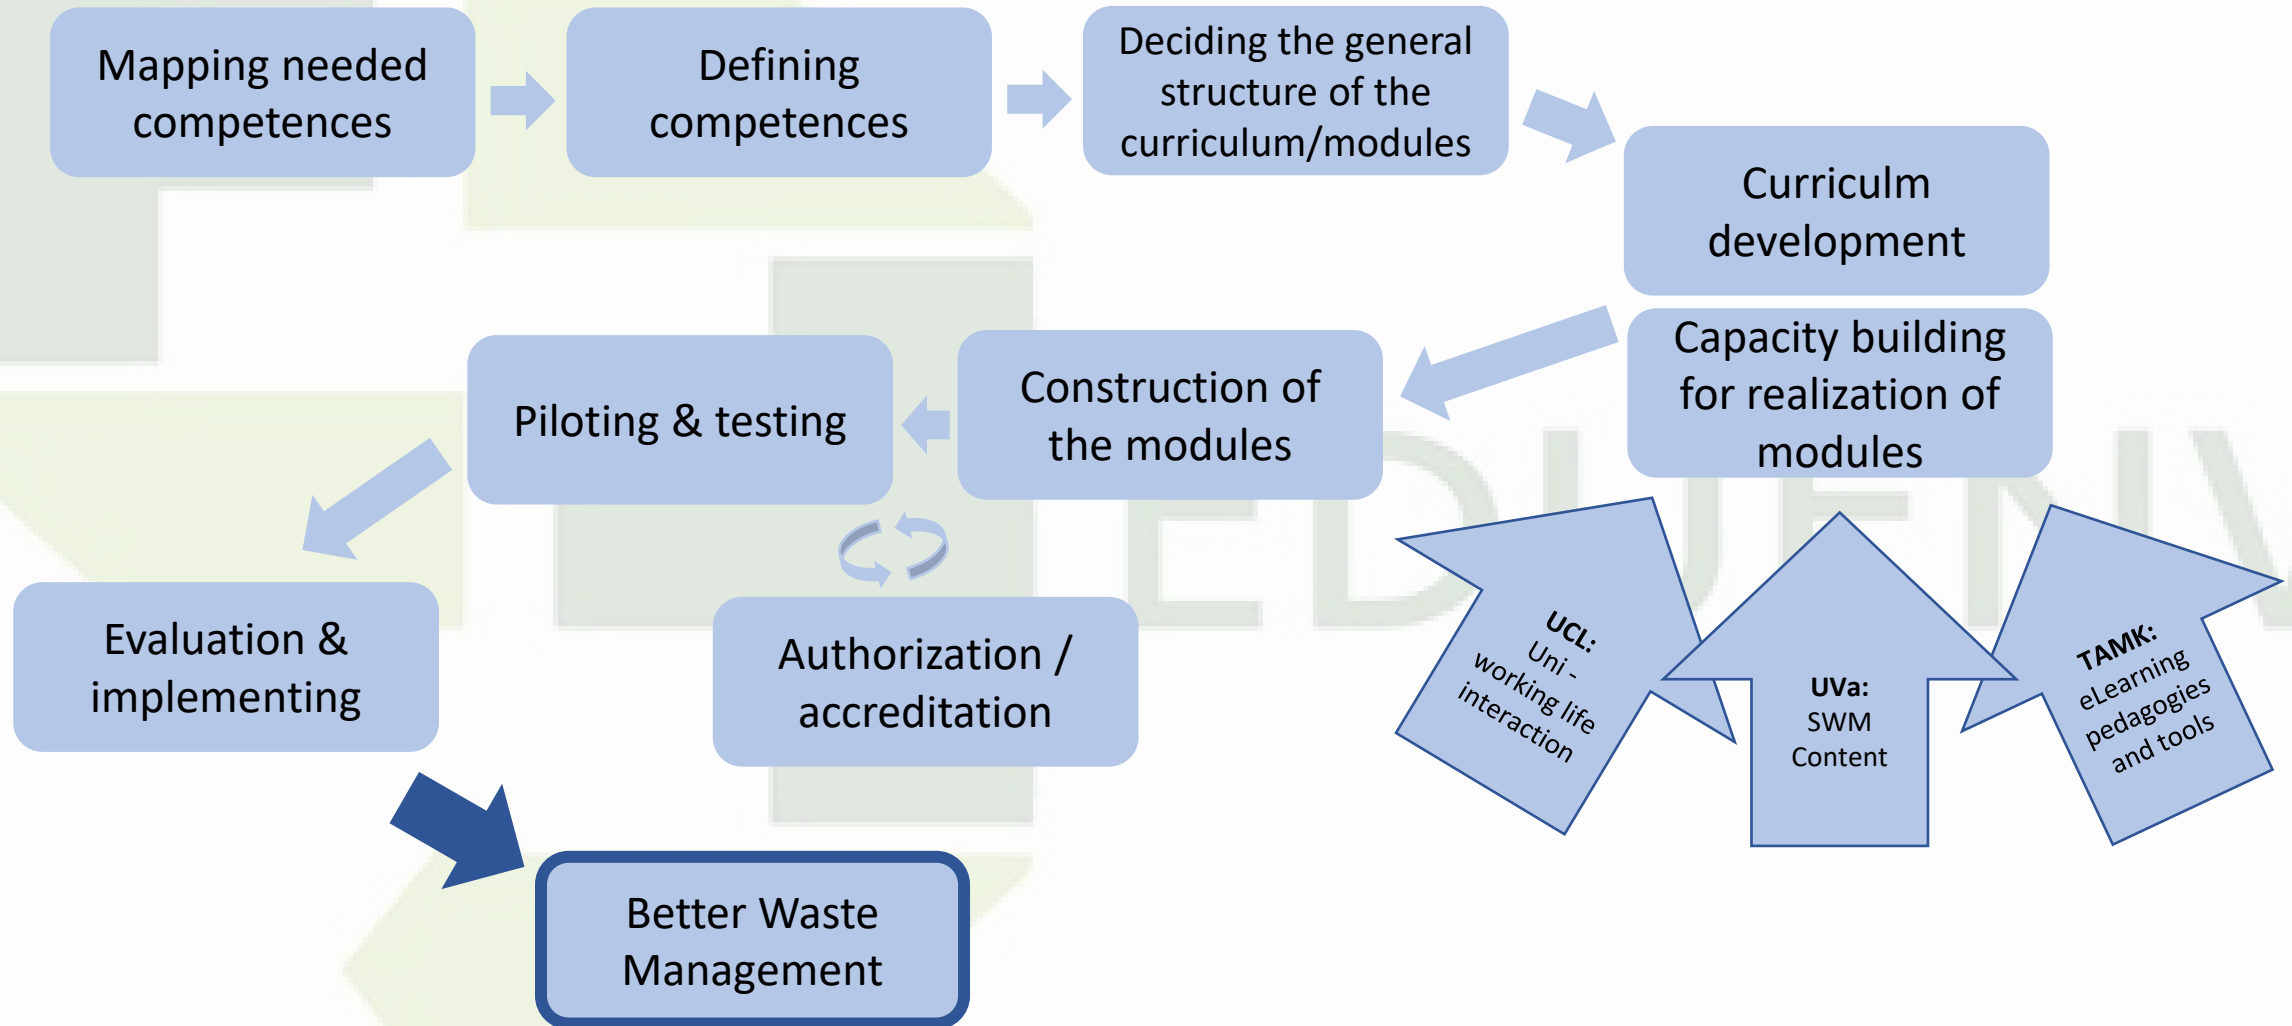 Mapping needed
competences
Defining
competences
Deciding the general
structure of the
curriculum/modules
Curriculm
development
Capacity building
for realization of
modules
Construction of
the modules
Piloting & testing
Evaluation &
implementing
Authorization /
accreditation
UCL:
Uni -
working life
interaction
UVa:
SWM
Content
TAMK:
eLearning
pedagogies
and tools
Better Waste
Management